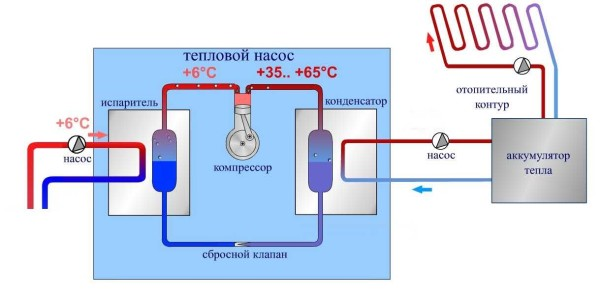 тепловой насос
+6°C
+35.. +65°C
испаритель
конденсатор
отопительный
контур
+6°C
насос
компрессор
насос
аккумулятор
тепла
сбросной клапан